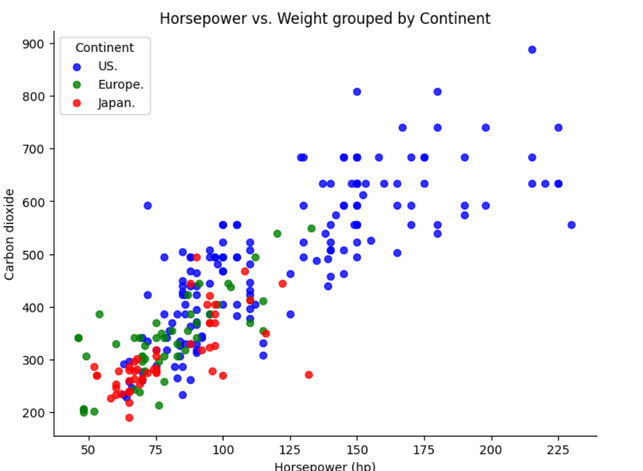 Horsepower vs. Weight grouped by Continent
Continent
US.
Europe.
Japan.
Carbon dioxide
900
800
700
600
500
400
300
200
50 75 100 125 150 175 200 225
Horsepower (hp)